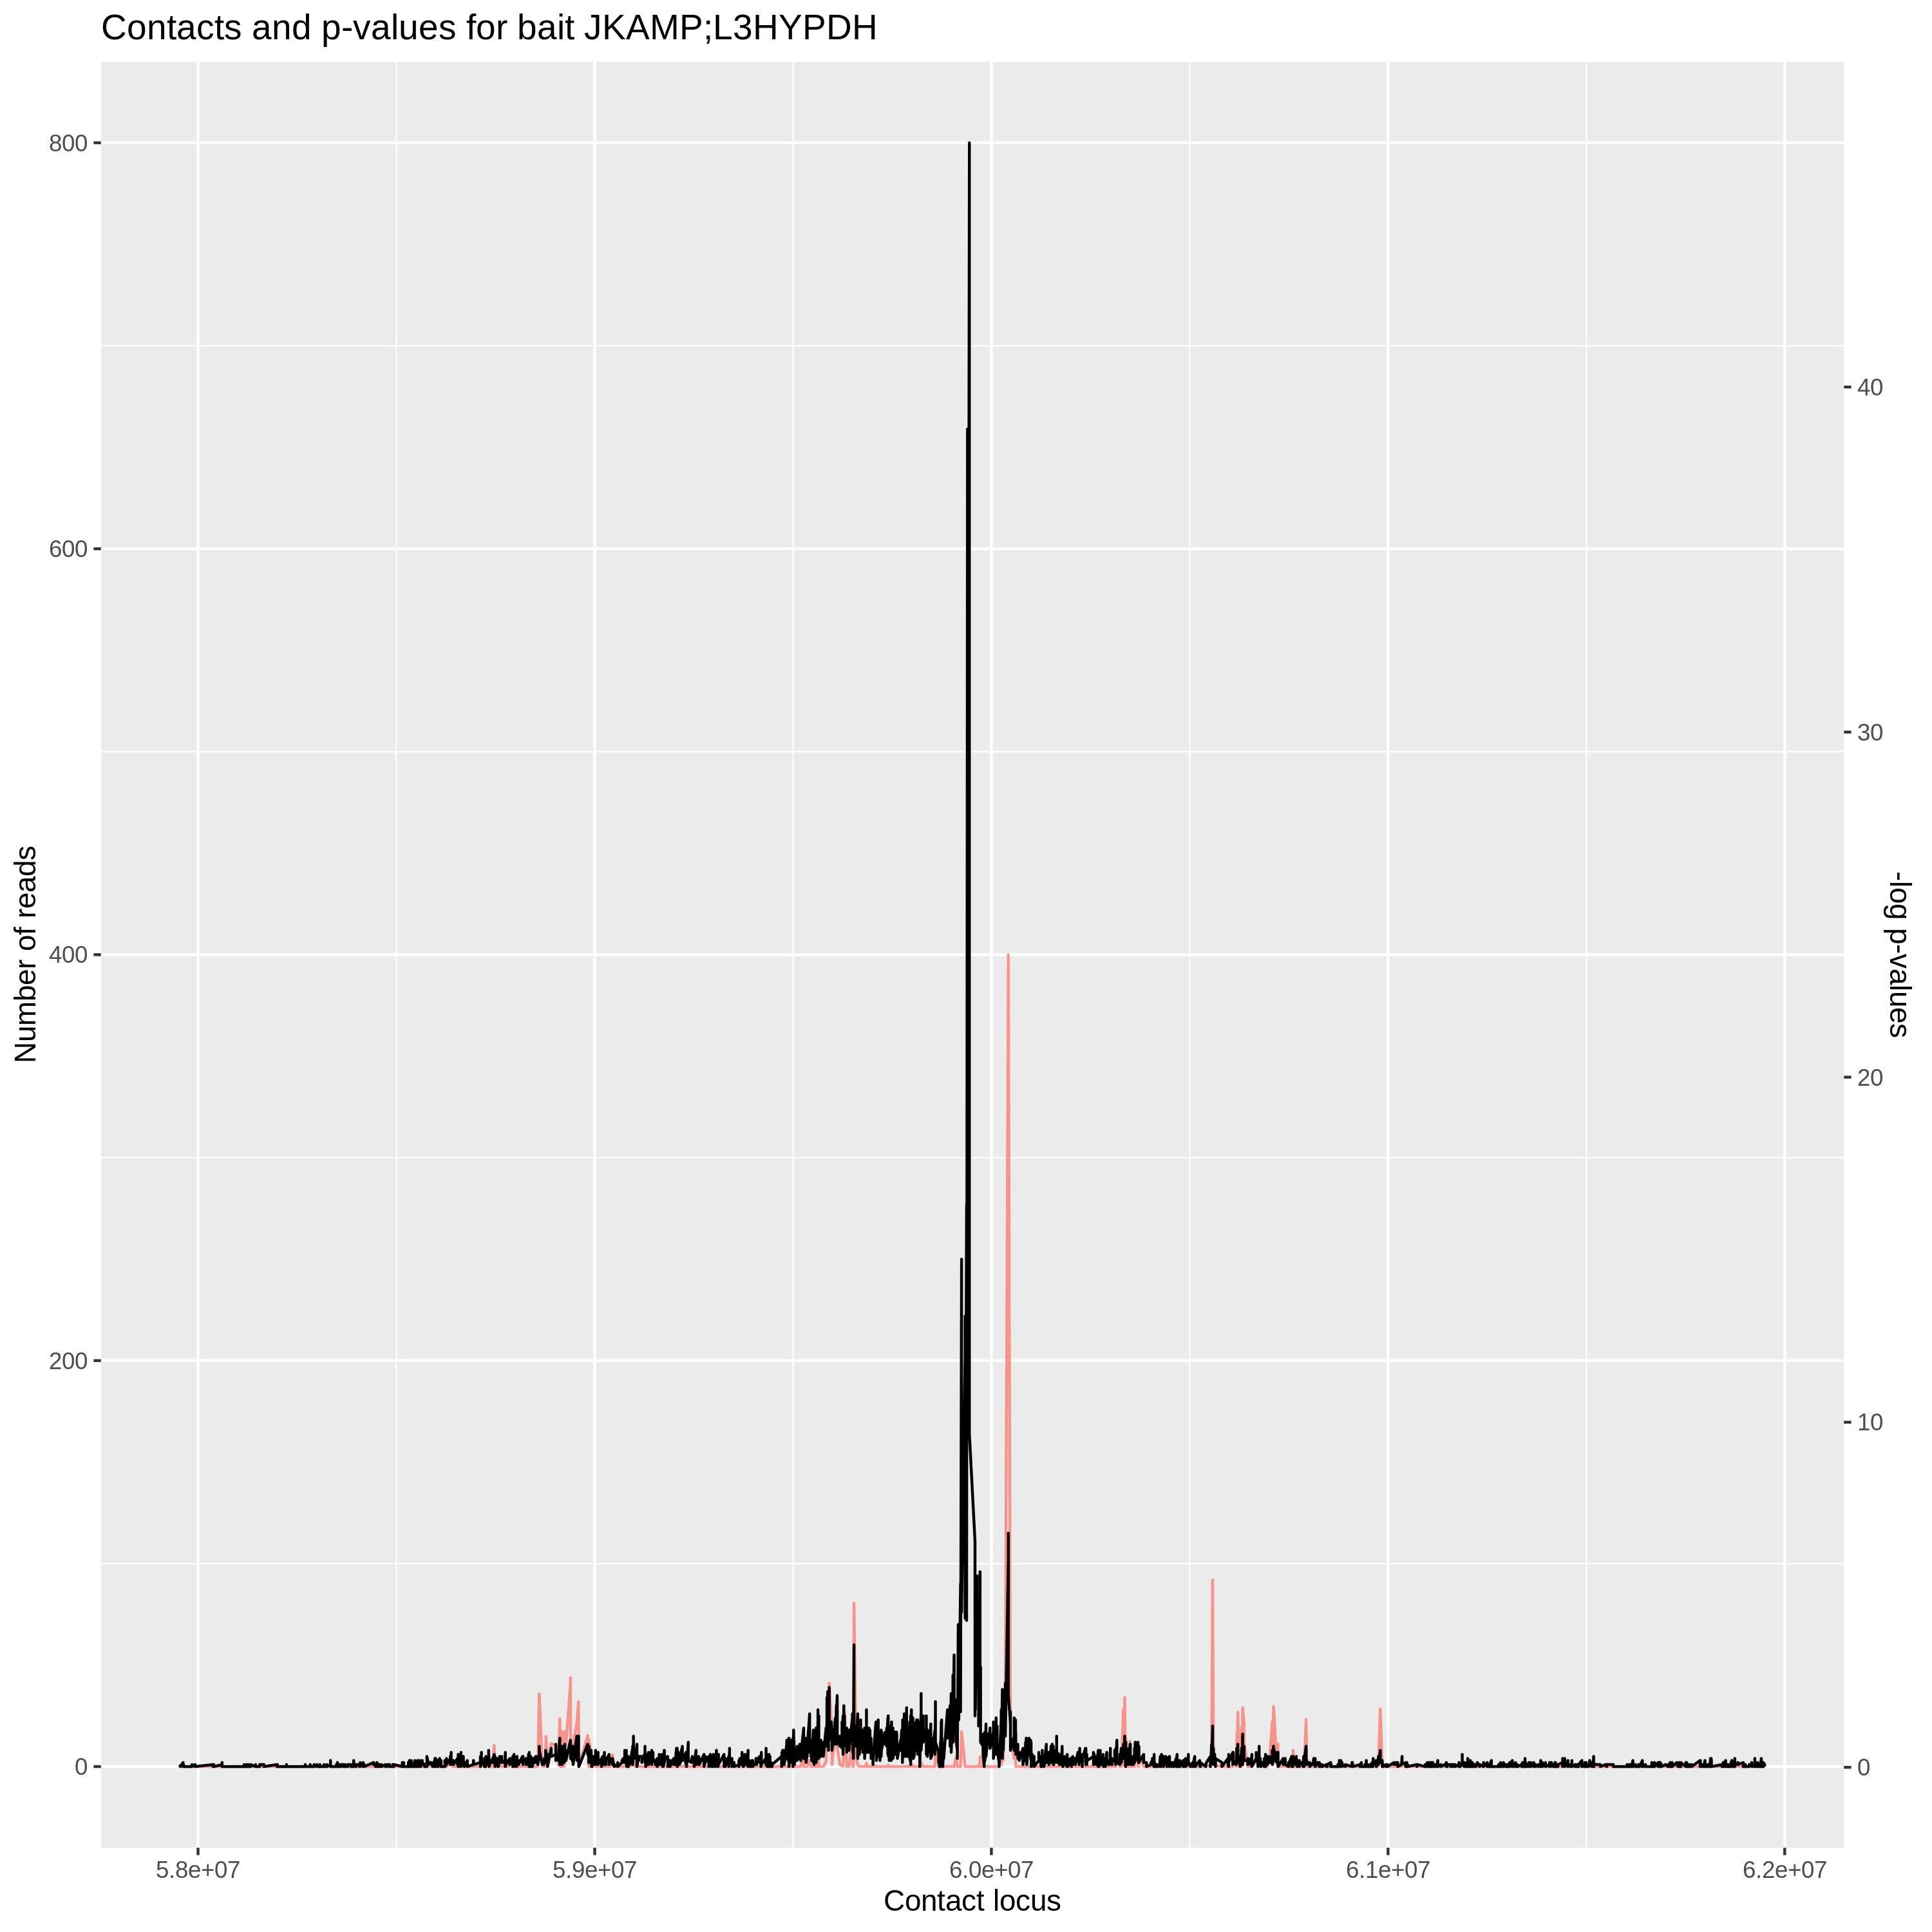 Contacts and p-values for bait JKAMP;L3HYPDH
800
600
400
200
0
Number of reads
40
30
20
10
0
-log p-values
5.8e+07 5.9e+07 6.0e+07 6.1e+07 6.2e+07
Contact locus